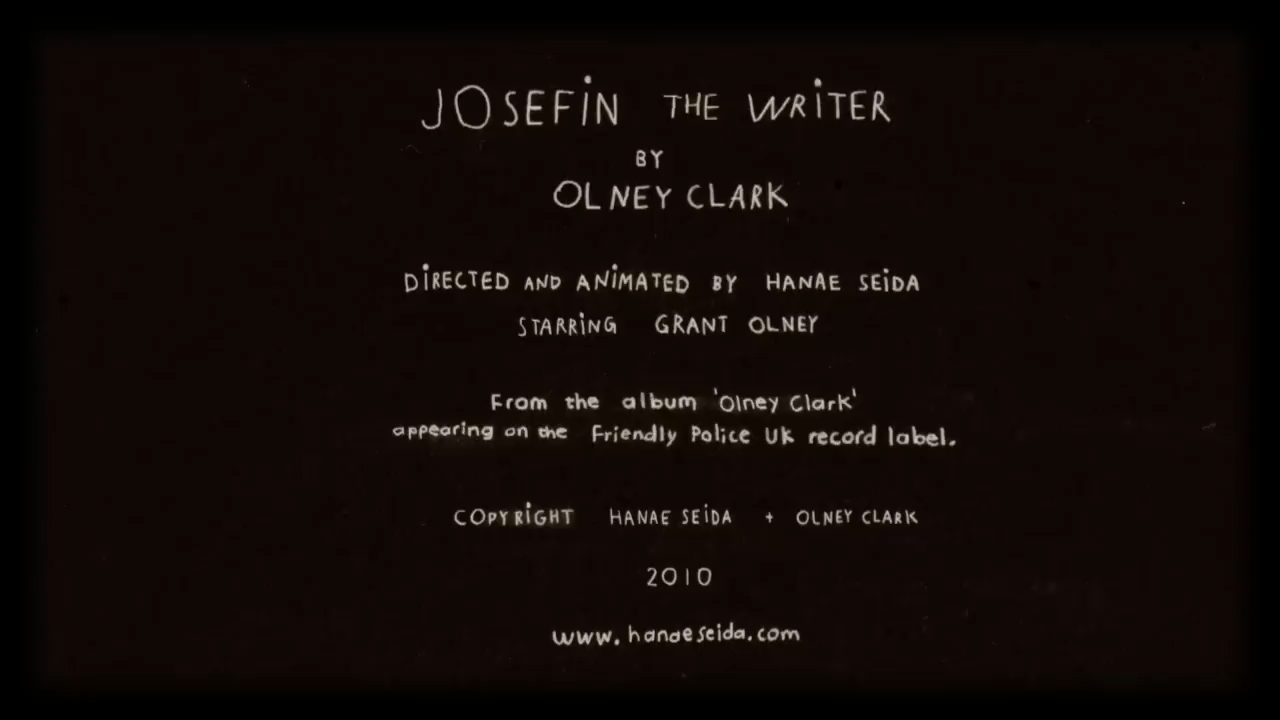 JOSEFiN THE WRiTER
BY
OLNEY CLARK
DiRECTED AND ANiMATED BY HANAE SEiDA
STARRiNG GRANT OLNEY
From the album 'Olney Clark'
appearing on the Friendly Police UK record label.
COPYRiGHT HANAE SEiDA + OLNEY CLARK
2010
www.hanaeseida.com